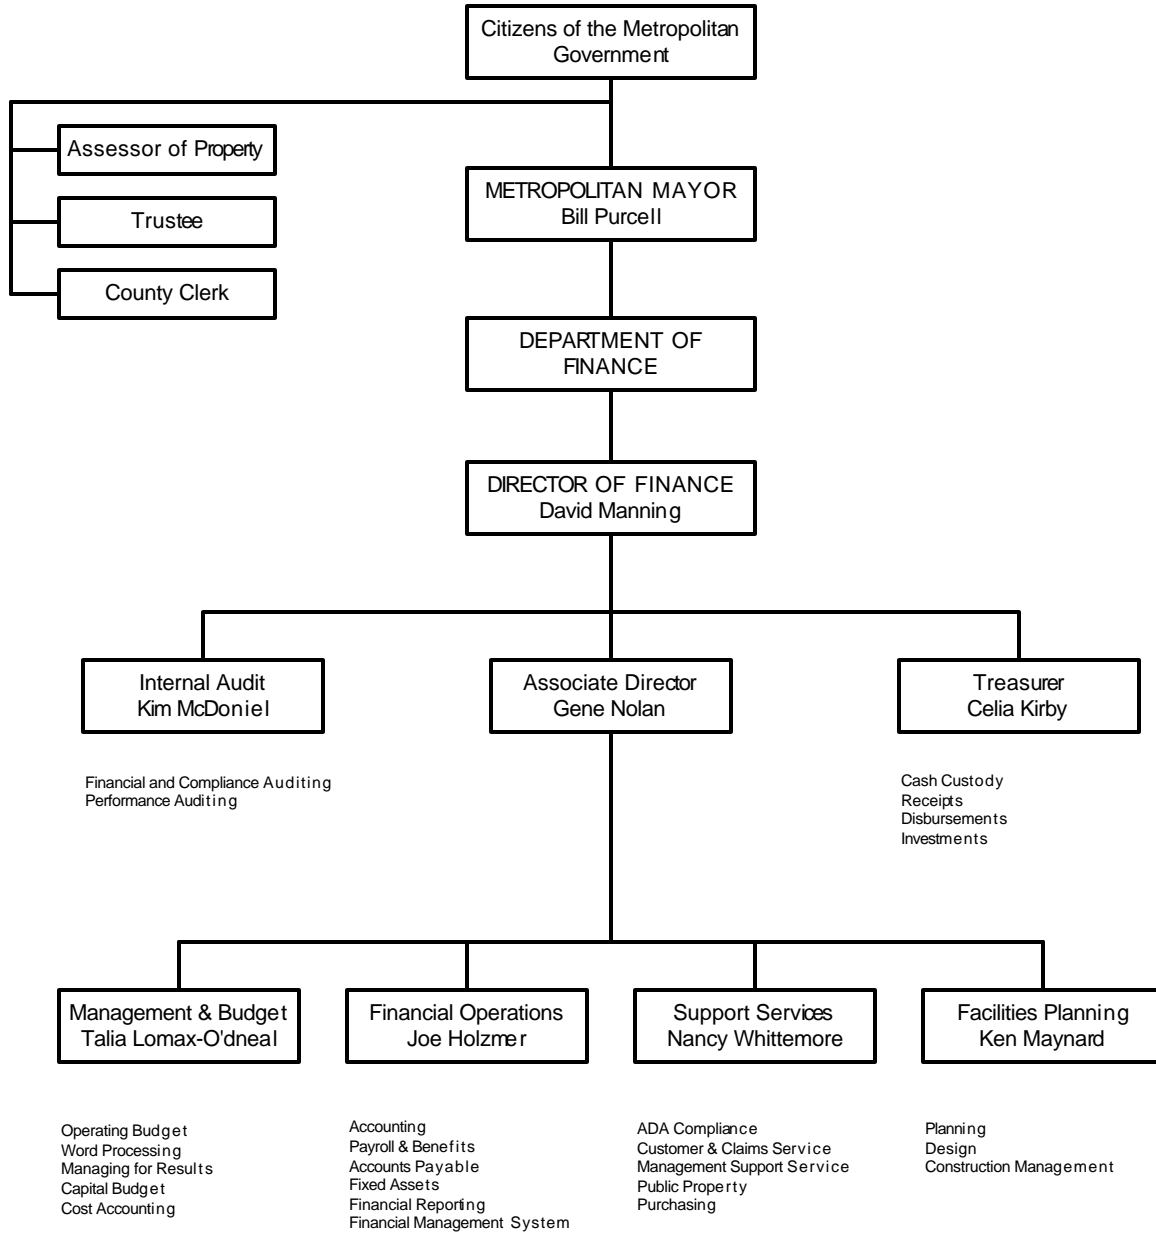 Citizens of the Metropolitan
Government
Assessor of Property
Trustee
County Clerk
METROPOLITAN MAYOR
Bill Purcell
DEPARTMENT OF
FINANCE
DIRECTOR OF FINANCE
David Manning
Internal Audit
Kim McDoniel
Financial and Compliance Auditing
Performance Auditing
Associate Director
Gene Nolan
Treasurer
Celia Kirby
Cash Custody
Receipts
Disbursements
Investments
Management & Budget
Talia Lomax-O'dneal
Operating Budget
Word Processing
Managing for Results
Capital Budget
Cost Accounting
Financial Operations
Joe Holzmer
Accounting
Payroll & Benefits
Accounts Payable
Fixed Assets
Financial Reporting
Financial Management System
Support Services
Nancy Whittemore
ADA Compliance
Customer & Claims Service
Management Support Service
Public Property
Purchasing
Facilities Planning
Ken Maynard
Planning
Design
Construction Management